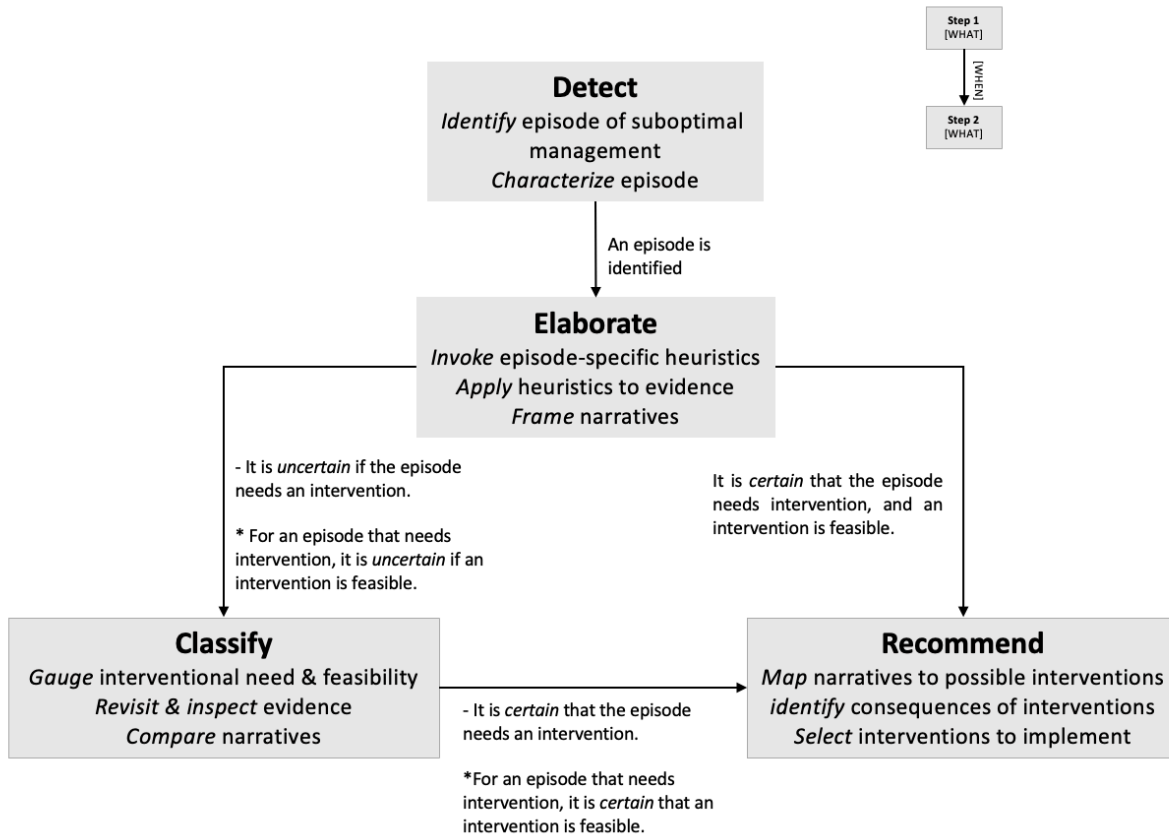 Step 1
[WHAT]
[WHEN]
Step 2
[WHAT]
Detect
Identify episode of suboptimal
management
Characterize episode
An episode is
identified
Elaborate
Invoke episode-specific heuristics
Apply heuristics to evidence
Frame narratives
- It is uncertain if the episode
needs an intervention.
* For an episode that needs
intervention, it is uncertain if an
intervention is feasible.
It is certain that the episode
needs intervention, and an
intervention is feasible.
Classify
Gauge interventional need & feasibility
Revisit & inspect evidence
Compare narratives
- It is certain that the episode
needs an intervention.
*For an episode that needs
intervention, it is certain that an
intervention is feasible.
Recommend
Map narratives to possible interventions
identify consequences of interventions
Select interventions to implement